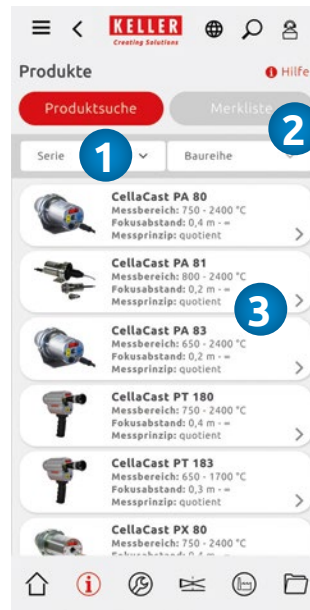 KELLER
Creating Solutions
Produkte
Hilfe
Produktsuche
Merkliste
2
Serie
1
Baureihe
CellaCast PA 80
Messbereich: 750 - 2400 °C
Fokusabstand: 0,4 m - ∞
Messprinzip: quotient
CellaCast PA 81
Messbereich: 800 - 2400 °C
Fokusabstand: 0,2 m - ∞
Messprinzip: quotient
3
CellaCast PA 83
Messbereich: 650 - 2400 °C
Fokusabstand: 0,2 m - ∞
Messprinzip: quotient
CellaCast PT 180
Messbereich: 750 - 2400 °C
Fokusabstand: 0,4 m - ∞
Messprinzip: quotient
CellaCast PT 183
Messbereich: 650 - 1700 °C
Fokusabstand: 0,3 m - ∞
Messprinzip: quotient
CellaCast PX 80
Messbereich: 750 - 2400 °C